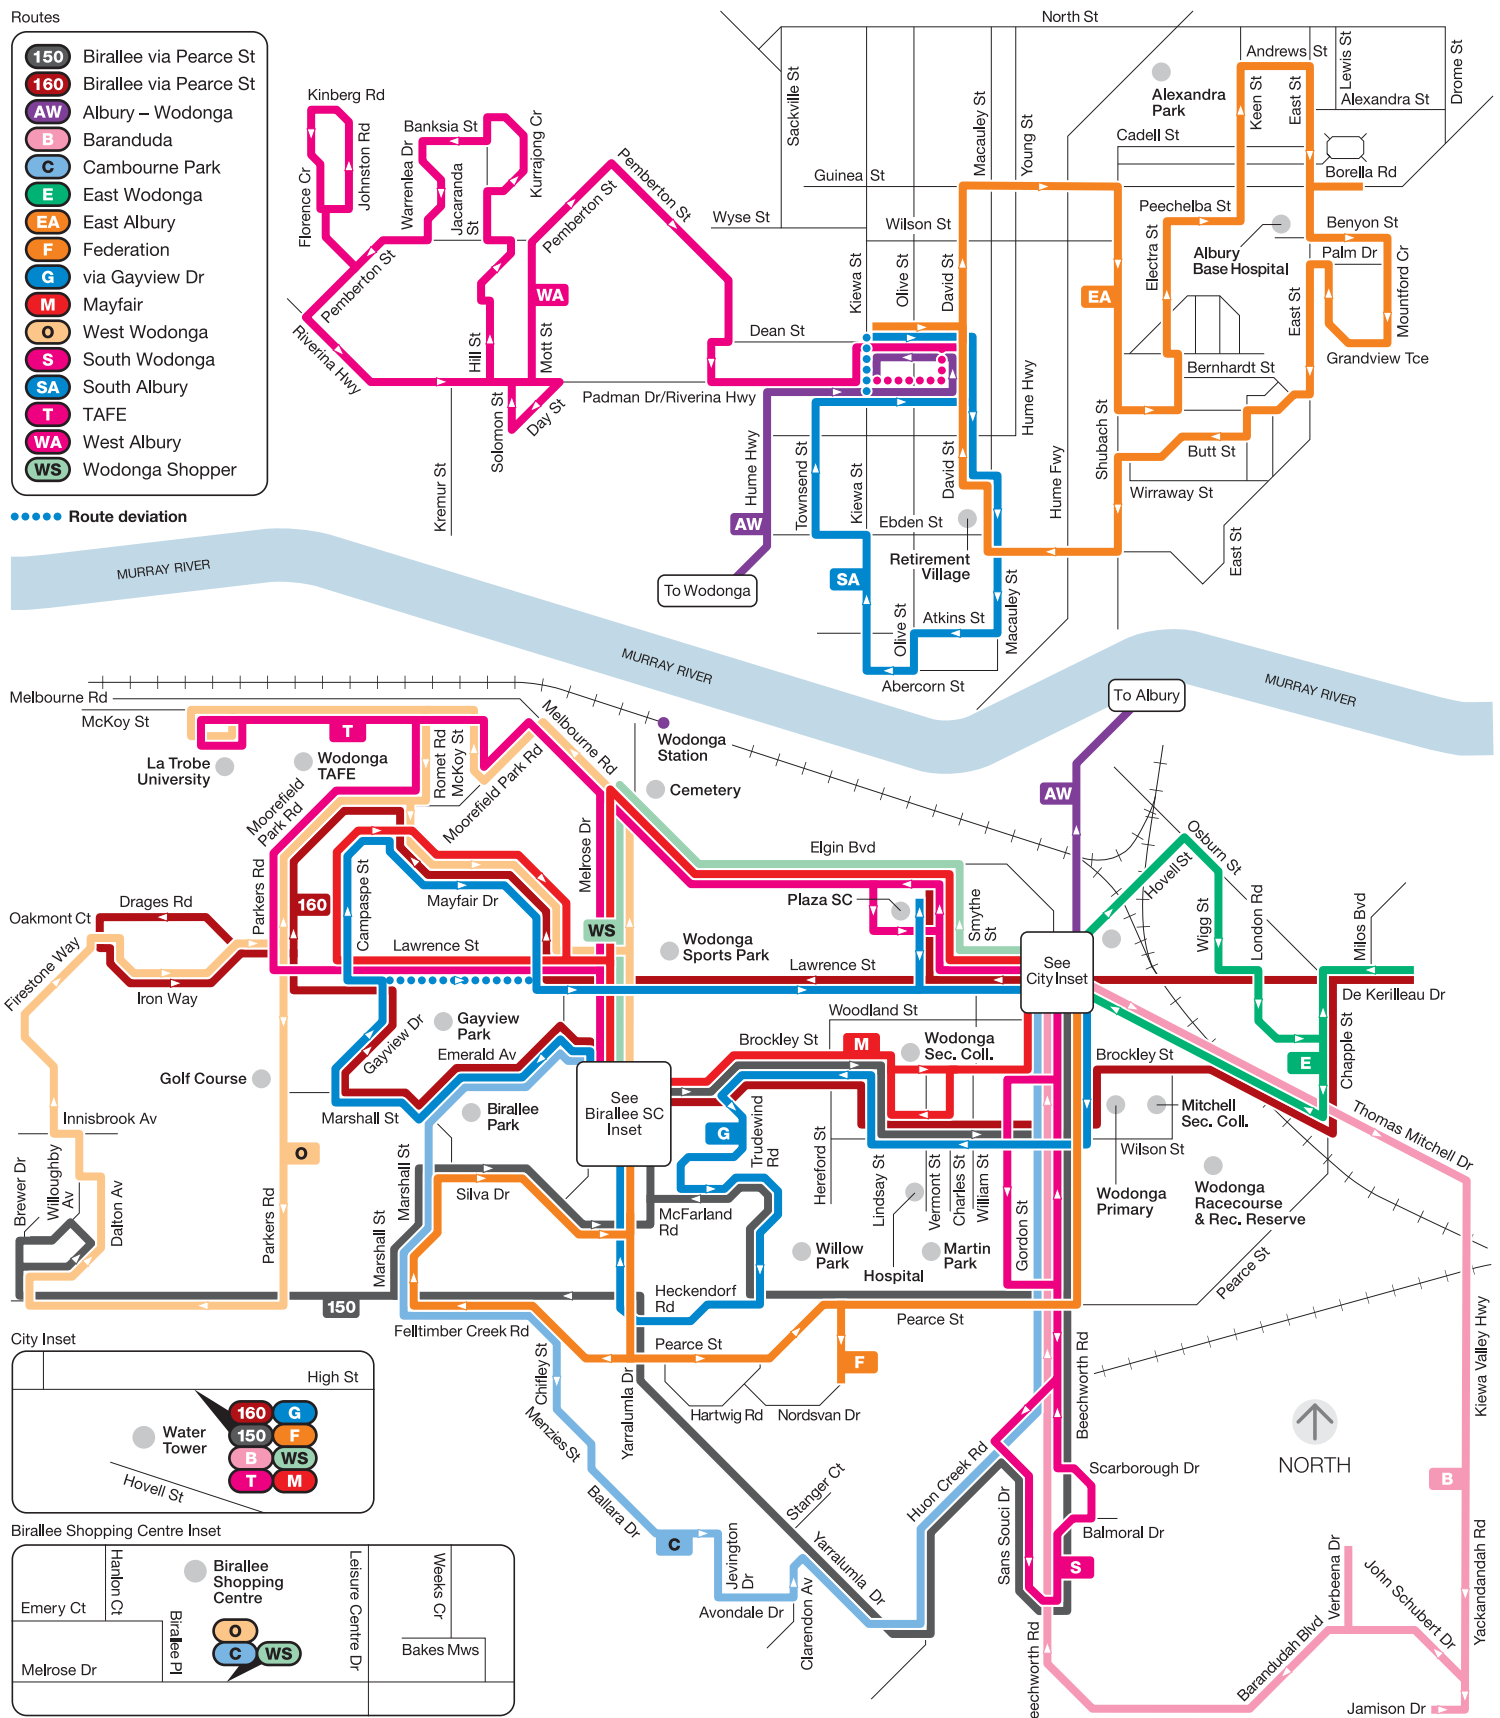 Routes
150 Birallee via Pearce St
160 Birallee via Pearce St
AW Albury – Wodonga
B Baranduda
C Cambourne Park
E East Wodonga
EA East Albury
F Federation
G via Gayview Dr
M Mayfair
O West Wodonga
S South Wodonga
SA South Albury
T TAFE
WA West Albury
WS Wodonga Shopper
Route deviation
Kinberg Rd
Johnston Rd
Florence Cr
Banksia St
Warrenlea Dr
Jacaranda
St
Kurrajong Cr
Pemberton St
Pemberton St
Pemberton St
Riverina Hwy
Hill St
Mott St
WA
Solomon St
Day St
Kremur St
Padman Dr/Riverina Hwy
Dean St
North St
Sackville St
Macauley St
Young St
Guinea St
Wyse St
Wilson St
Kiewa St
Olive St
David St
Alexandra
Park
Andrews St
Keen St
East St
Lewis St
Drome St
Alexandra St
Cadell St
Borella Rd
Peechelba St
Benyon St
Electra St
Albury
Base Hospital
Palm Dr
Mountford Cr
East St
Grandview Tce
EA
Bernhardt St
Shubach St
Butt St
Wirraway St
East St
Hume Hwy
Hume Fwy
Hume Hwy
Townsend St
Kiewa St
David St
Ebden St
AW
Retirement
Village
SA
To Wodonga
Olive St
Atkins St
Macauley St
Abercorn St
MURRAY RIVER
MURRAY RIVER
MURRAY RIVER
To Albury
Melbourne Rd
McKoy St
T
La Trobe
University
Wodonga
TAFE
Romet Rd
McKoy St
Moorefield Park Rd
Melbourne Rd
Wodonga
Station
Cemetery
Moorefield
Park Rd
Parkers Rd
AW
Elgin Bvd
Osburn St
Hovell St
Melrose Dr
Campaspe St
Mayfair Dr
160
Drages Rd
Oakmont Ct
Firestone Way
Iron Way
Lawrence St
WS
Wodonga
Sports Park
Plaza SC
Smythe
St
See
City Inset
Lawrence St
Wigg St
London Rd
Milos Bvd
De Kerilleau Dr
Chapple St
Woodland St
Gayview
Park
Gayview Dr
Emerald Av
Golf Course
Marshall St
Birallee
Park
See
Birallee SC
Inset
Brockley St
M
Wodonga
Sec. Coll.
Brockley St
E
Mitchell
Sec. Coll.
Thomas Mitchell Dr
Innisbrook Av
Brewer Dr
Willoughby
Av
Dalton Av
O
Parkers Rd
G
Trudewind
Rd
Hereford St
Lindsay St
Vermont St
Charles St
William St
Wilson St
Wodonga
Primary
Wodonga
Racecourse
& Rec. Reserve
Marshall St
Marshall St
Silva Dr
McFarland
Rd
Willow
Park
Hospital
Martin
Park
Gordon St
Pearce St
150
Heckendorf
Rd
Felltimber Creek Rd
Pearce St
Pearce St
F
Chifley St
Menzies St
Yarralumla Dr
Hartwig Rd
Nordsvan Dr
Beechworth Rd
Kiewa Valley Hwy
NORTH
Ballara Dr
C
Jevington
Dr
Avondale Dr
Clarendon Av
Stanger Ct
Yarralumla Dr
Huon Creek Rd
Sans Souci Dr
Scarborough Dr
Balmoral Dr
S
eechworth Rd
B
Verbeena Dr
John Schubert Dr
Barandudah Blvd
Yackandandah Rd
Jamison Dr
City Inset
High St
Water
Tower
Hovell St
160 G
150 F
B WS
T M
Birallee Shopping Centre Inset
Hanlon Ct
Birallee
Shopping
Centre
Leisure Centre Dr
Weeks Cr
Emery Ct
Birallee Pl
O
C WS
Bakes Mws
Melrose Dr